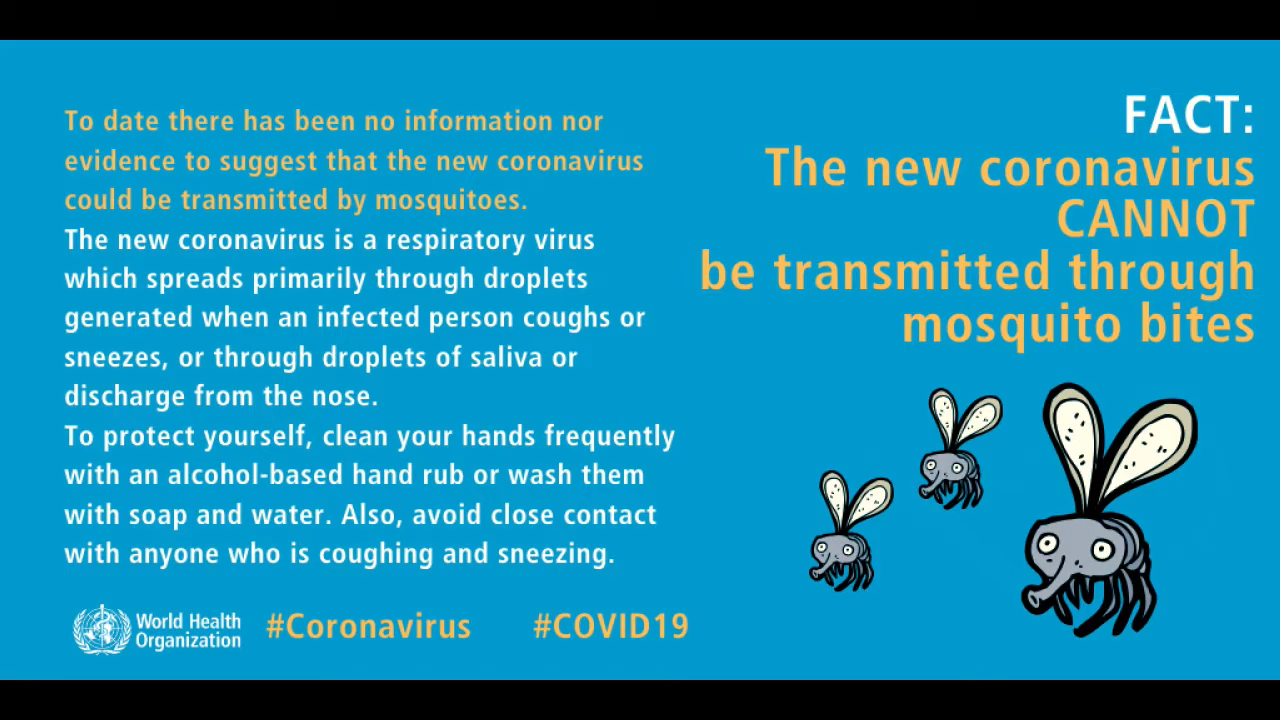 To date there has been no information nor
evidence to suggest that the new coronavirus
could be transmitted by mosquitoes.
The new coronavirus is a respiratory virus
which spreads primarily through droplets
generated when an infected person coughs or
sneezes, or through droplets of saliva or
discharge from the nose.
To protect yourself, clean your hands frequently
with an alcohol-based hand rub or wash them
with soap and water. Also, avoid close contact
with anyone who is coughing and sneezing.
FACT:
The new coronavirus
CANNOT
be transmitted through
mosquito bites
World Health
Organization
#Coronavirus #COVID19